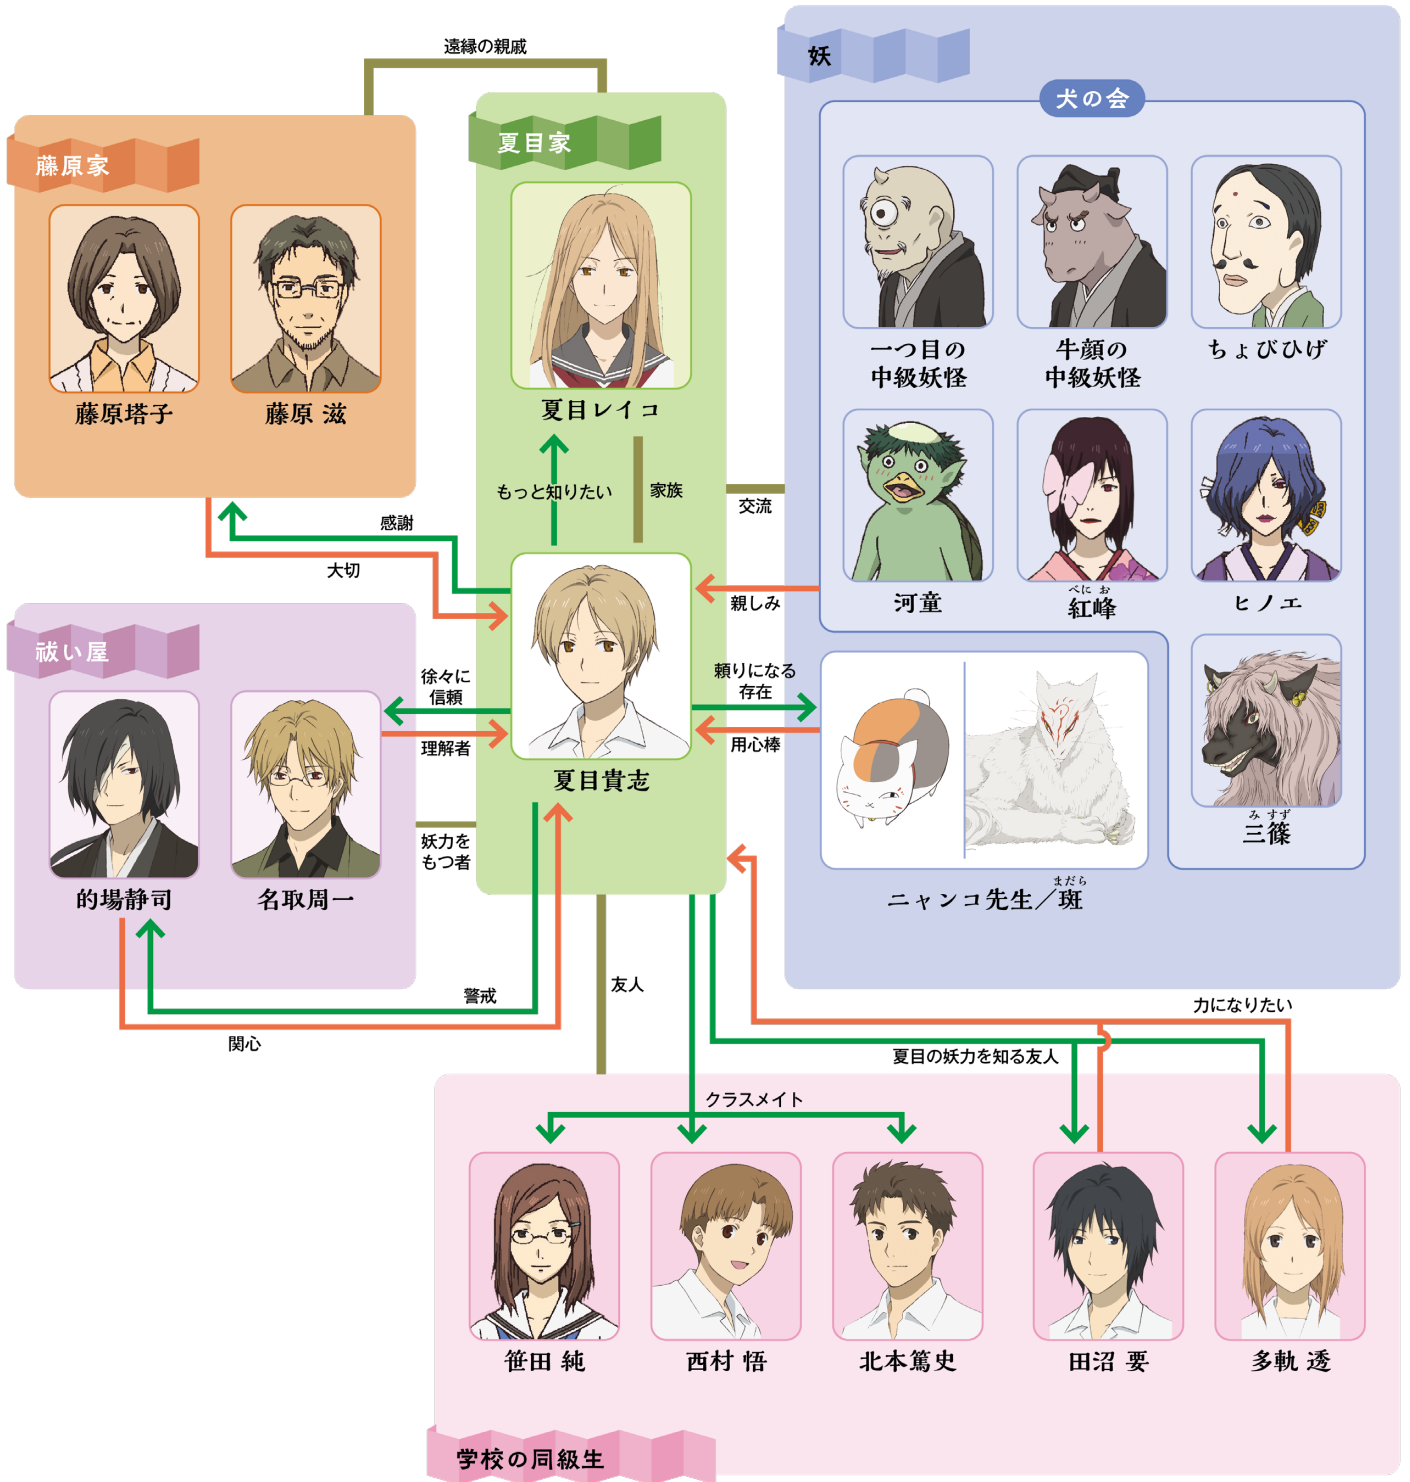 遠縁の親戚
藤原家
藤原塔子
藤原 滋
夏目家
夏目レイコ
もっと知りたい
家族
夏目貴志
妖
犬の会
一つ目の
中級妖怪
牛顔の
中級妖怪
ちょびひげ
河童
べに お
紅峰
ヒノエ
み すず
三篠
まだら
ニャンコ先生／斑
交流
親しみ
頼りになる
存在
用心棒
感謝
大切
祓い屋
的場静司
名取周一
徐々に
信頼
理解者
妖力を
もつ者
警戒
関心
友人
力になりたい
夏目の妖力を知る友人
クラスメイト
笹田 純
西村 悟
北本篤史
田沼 要
多軌 透
学校の同級生